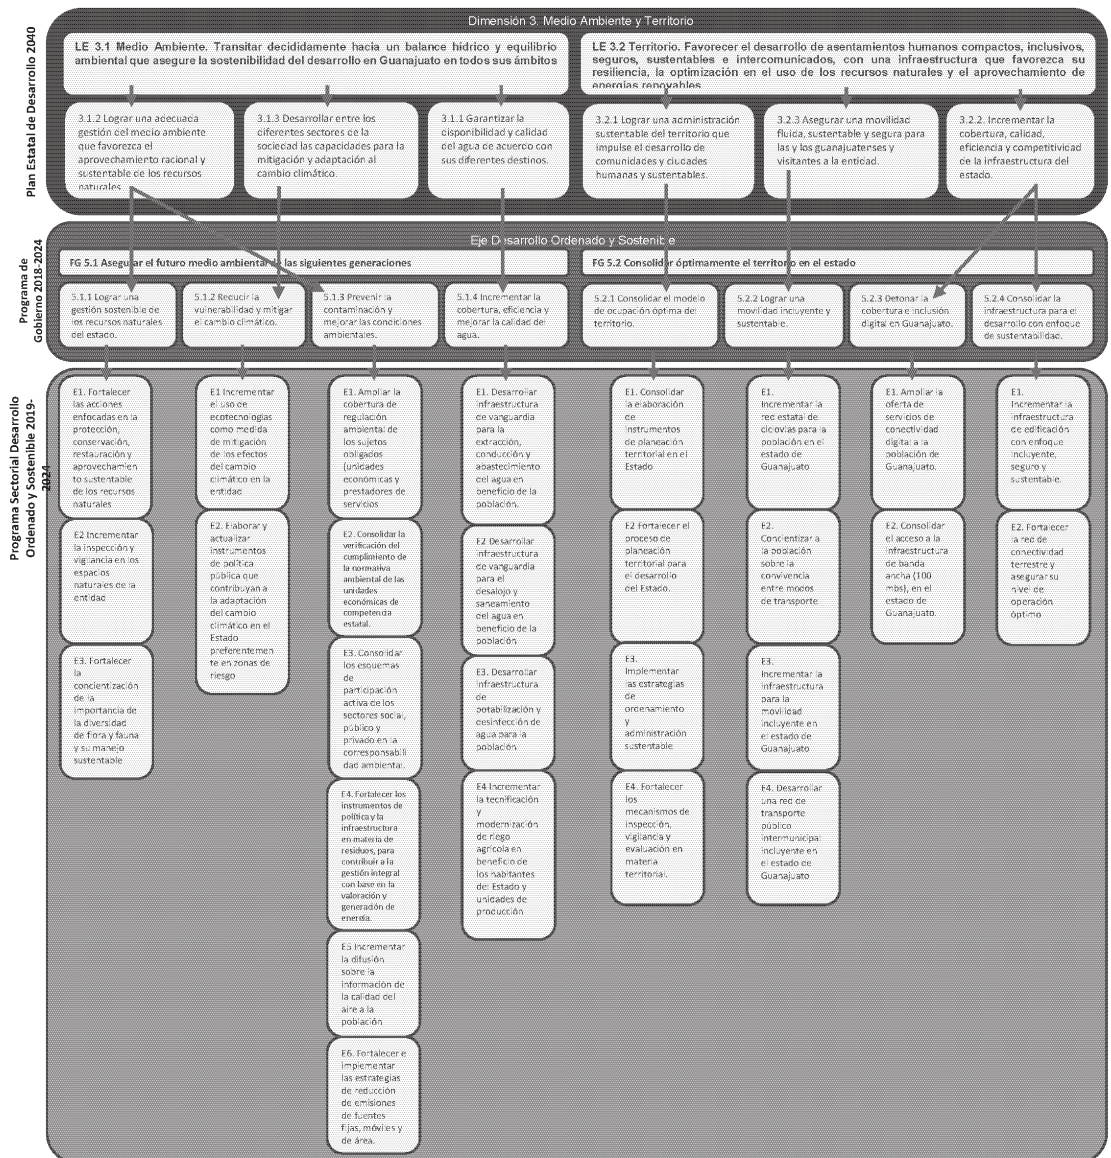 Dimensión 3. Medio Ambiente y Territorio
Plan Estatal de Desarrollo 2040
LE 3.1 Medio Ambiente. Transitar decididamente hacia un balance hídrico y equilibrio
ambiental que asegure la sostenibilidad del desarrollo en Guanajuato en todos sus ámbitos
LE 3.2 Territorio. Favorecer el desarrollo de asentamientos humanos compactos, inclusivos,
seguros, sustentables e intercomunicados, con una infraestructura que favorezca su
resiliencia, la optimización en el uso de los recursos naturales y el aprovechamiento de
energías renovables
3.1.2 Lograr una adecuada
gestión del medio ambiente
que favorezca el
aprovechamiento racional y
sustentable de los recursos
naturales
3.1.3 Desarrollar entre los
diferentes sectores de la
sociedad las capacidades para la
mitigación y adaptación al
cambio climático.
3.1.1 Garantizar la
disponibilidad y calidad
del agua de acuerdo con
sus diferentes destinos.
3.2.1 Lograr una administración
sustentable del territorio que
impulse el desarrollo de
comunidades y ciudades
humanas y sustentables.
3.2.3 Asegurar una movilidad
fluida, sustentable y segura para
las y los guanajuatenses y
visitantes a la entidad.
3.2.2. Incrementar la
cobertura, calidad,
eficiencia y competitividad
de la infraestructura del
estado.
Programa de
Gobierno 2018-2024
Eje Desarrollo Ordenado y Sostenible
FG 5.1 Asegurar el futuro medio ambiental de las siguientes generaciones
FG 5.2 Consolidar óptimamente el territorio en el estado
5.1.1 Lograr una
gestión sostenible de
los recursos naturales
del estado.
5.1.2 Reducir la
vulnerabilidad y mitigar
el cambio climático.
5.1.3 Prevenir la
contaminación y
mejorar las condiciones
ambientales.
5.1.4 Incrementar la
cobertura, eficiencia y
mejorar la calidad del
agua.
5.2.1 Consolidar el modelo
de ocupación óptima del
territorio.
5.2.2 Lograr una
movilidad incluyente y
sustentable.
5.2.3 Detonar la
cobertura e inclusión
digital en Guanajuato.
5.2.4 Consolidar la
infraestructura para el
desarrollo con enfoque
de sustentabilidad.
Programa Sectorial Desarrollo
Ordenado y Sostenible 2019-
2024
E1. Fortalecer
las acciones
enfocadas en la
protección,
conservación,
restauración y
aprovechamien
to sustentable
de los recursos
naturales
E2 Incrementar
la inspección y
vigilancia en los
espacios
naturales de la
entidad
E3. Fortalecer
la
concientización
de la
importancia de
la diversidad
de flora y fauna
y su manejo
sustentable
E1 Incrementar
el uso de
ecotecnologías
como medida
de mitigación
de los efectos
del cambio
climático en la
entidad
E2. Elaborar y
actualizar
instrumentos
de política
pública que
contribuyan a
la adaptación
del cambio
climático en el
Estado
preferentemen
te en zonas de
riesgo
E1. Ampliar la
cobertura de
regulación
ambiental de
los sujetos
obligados
(unidades
económicas y
prestadores de
servicios
E2. Consolidar la
verificación del
cumplimiento de
la normativa
ambiental de las
unidades
económicas de
competencia
estatal.
E3. Consolidar
los esquemas
de
participación
activa de los
sectores social,
público y
privado en la
corresponsabili
dad ambiental.
E4. Fortalecer los
instrumentos de
política y la
infraestructura
en materia de
residuos, para
contribuir a la
gestión integral
con base en la
valoración y
generación de
energía.
E5 Incrementar
la difusión
sobre la
información de
la calidad del
aire a la
población
E6. Fortalecer e
implementar
las estrategias
de reducción
de emisiones
de fuentes
fijas, móviles y
de área.
E1. Desarrollar
infraestructura
de vanguardia
para la
extracción,
conducción y
abastecimiento
del agua en
beneficio de la
población.
E2 Desarrollar
infraestructura
de vanguardia
para el
desalojo y
saneamiento
del agua en
beneficio de la
población
E3. Desarrollar
infraestructura
de
potabilización y
desinfección de
agua para la
población
E4 Incrementar
la tecnificación
y
modernización
de riego
agrícola en
beneficio de
los habitantes
del Estado y
unidades de
producción
E1. Consolidar
la elaboración
de
instrumentos
de planeación
territorial en el
Estado
E2 Fortalecer el
proceso de
planeación
territorial para
el desarrollo
del Estado.
E3.
Implementar
las estrategias
de
ordenamiento
y
administración
sustentable
E4. Fortalecer
los
mecanismos de
inspección,
vigilancia y
evaluación en
materia
territorial.
E1.
Incrementar la
red estatal de
ciclovías para la
población en el
estado de
Guanajuato
E2.
Concientizar a
la población
sobre la
convivencia
entre modos
de transporte
E3.
Incrementar la
infraestructura
para la
movilidad
incluyente en
el estado de
Guanajuato
E4. Desarrollar
una red de
transporte
público
intermunicipal
incluyente en
el estado de
Guanajuato
E1. Ampliar la
oferta de
servicios de
conectividad
digital a la
población de
Guanajuato.
E2. Consolidar
el acceso a la
infraestructura
de banda
ancha (100
mbs), en el
estado de
Guanajuato.
E1.
Incrementar la
infraestructura
de edificación
con enfoque
incluyente,
seguro y
sustentable.
E2. Fortalecer
la red de
conectividad
terrestre y
asegurar su
nivel de
operación
óptimo